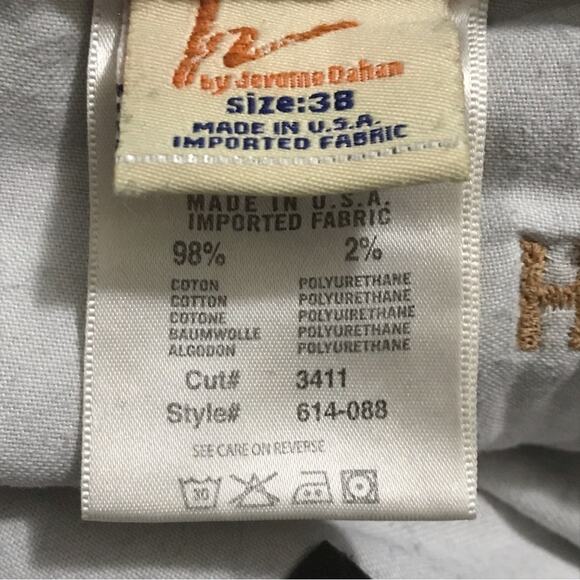 by Jerome Dahan
size:38
MADE IN U.S.A.
IMPORTED FABRIC
MADE IN U.S.A.
IMPORTED FABRIC
98% 2%
COTON POLYURETHANE
COTTON POLYURETHANE
COTONE POLYUIRETHANE
BAUMWOLLE POLYURETHANE
ALGODON POLYURETHANE
Cut# 3411
Style# 614-088
SEE CARE ON REVERSE
30
H